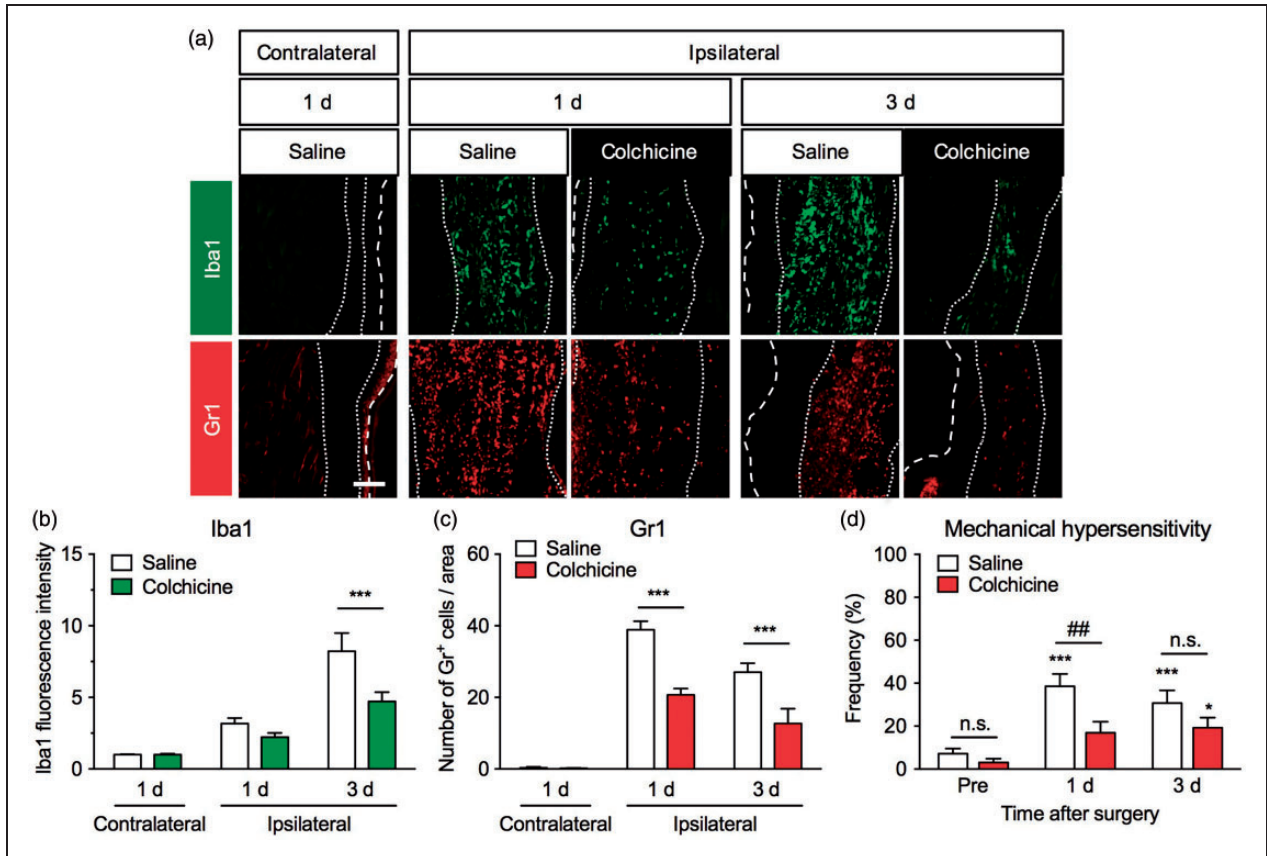 (a)
Contralateral Ipsilateral
1 d 1 d 3 d
Saline Saline Colchicine Saline Colchicine
Iba1
Gr1
(b) Iba1
15
10
5
0
Iba1 fluorescence intensity
Saline
Colchicine
***
1 d 1 d 3 d
Contralateral Ipsilateral
(c) Gr1
60
40
20
0
Number of Gr⁺ cells / area
Saline
Colchicine
***
***
1 d 1 d 3 d
Contralateral Ipsilateral
(d) Mechanical hypersensitivity
100
80
60
40
20
0
Frequency (%)
Saline
Colchicine
n.s.
##
***
n.s.
***
*
Pre 1 d 3 d
Time after surgery